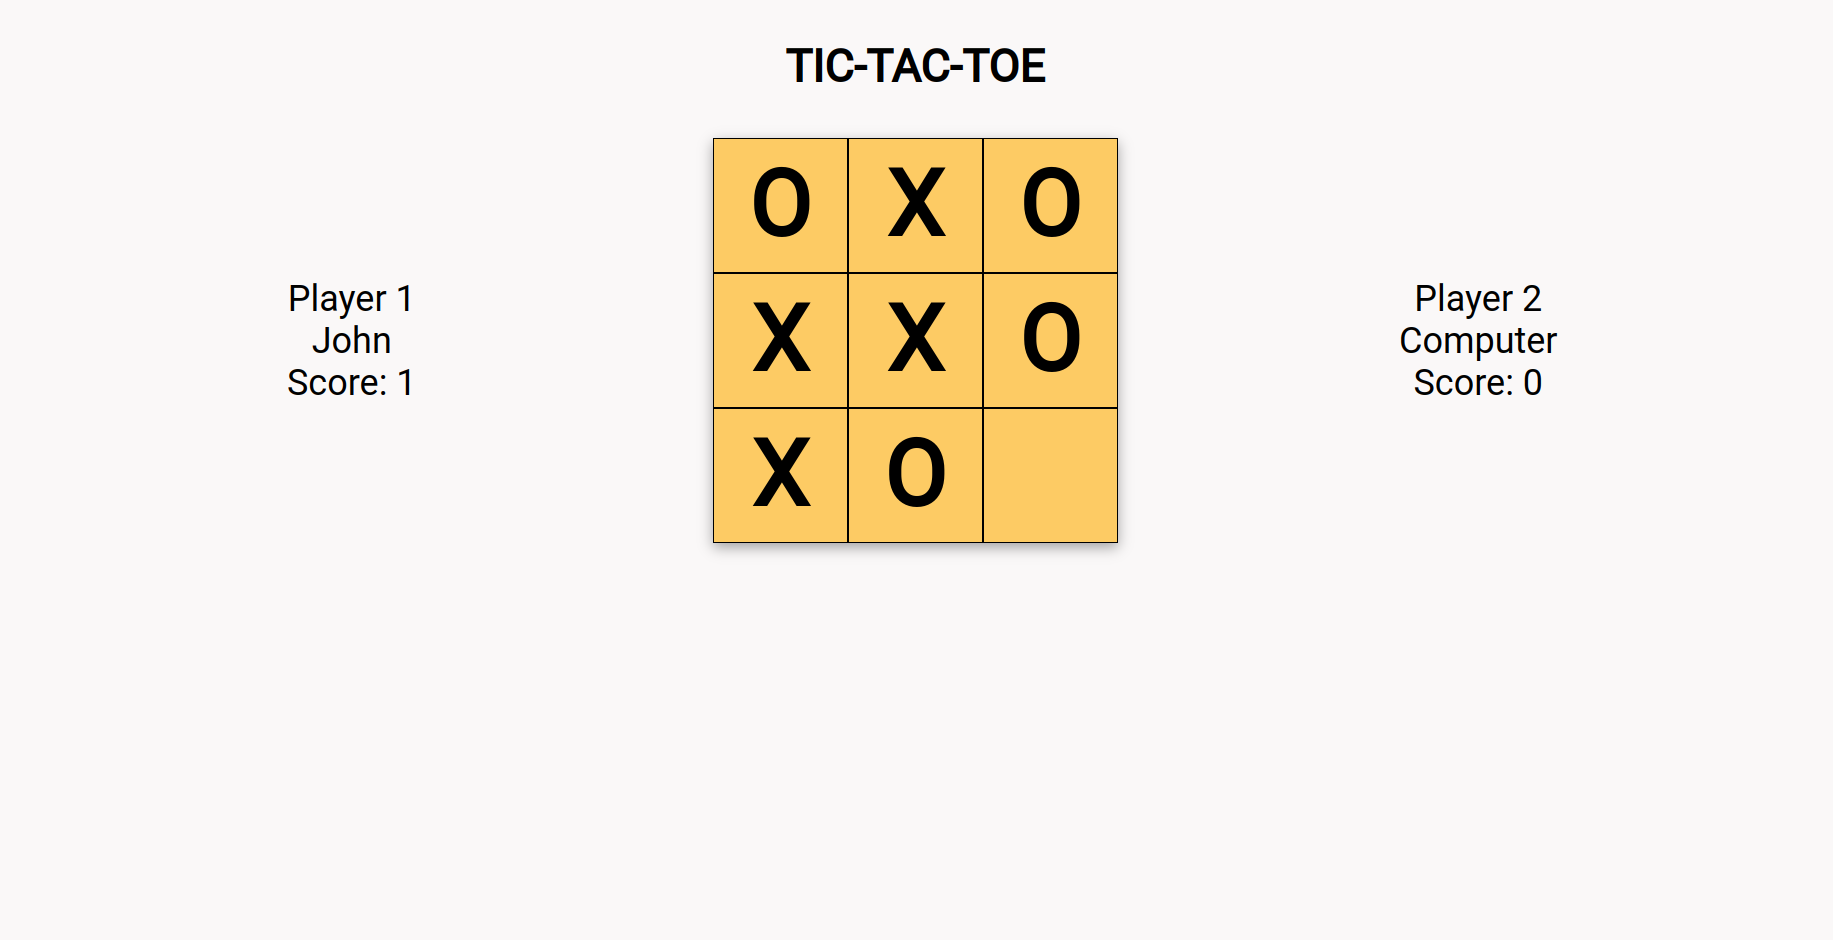 TIC-TAC-TOE
O X O
X X O
X O
Player 1
John
Score: 1
Player 2
Computer
Score: 0